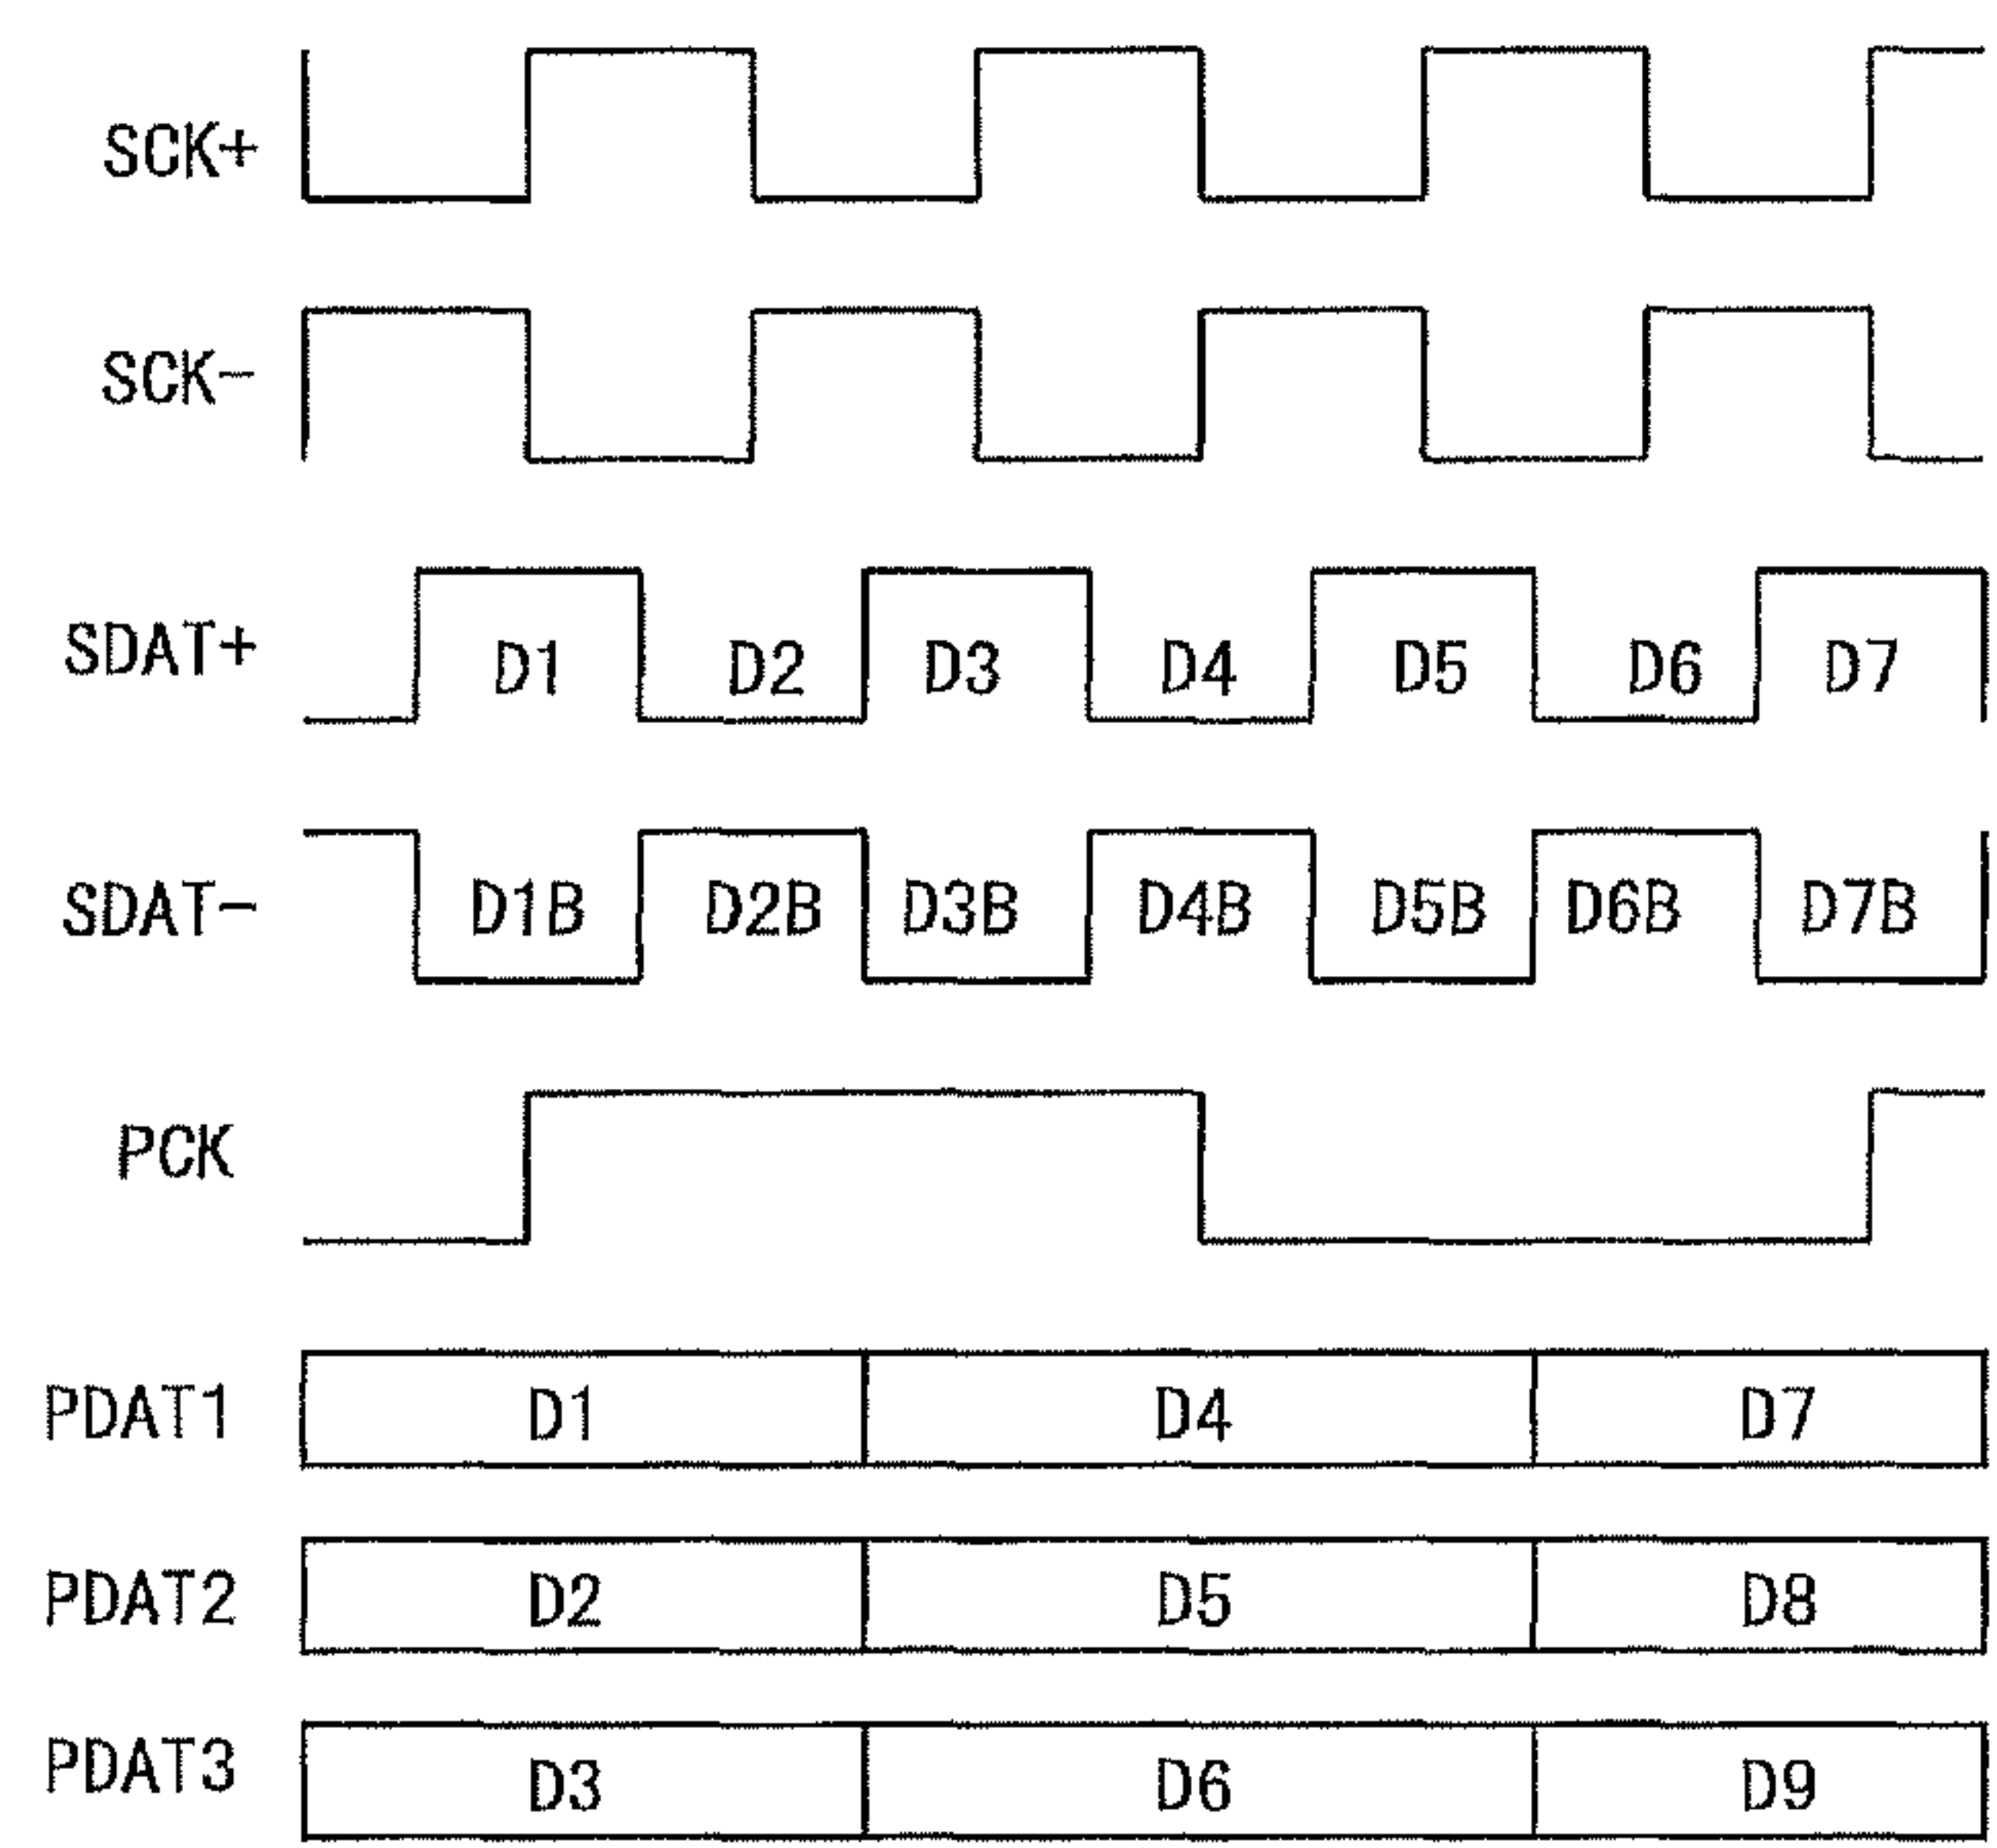 SCK+
SCK-
SDAT+ D1 D2 D3 D4 D5 D6 D7
SDAT- D1B D2B D3B D4B D5B D6B D7B
PCK
PDAT1 D1 D4 D7
PDAT2 D2 D5 D8
PDAT3 D3 D6 D9